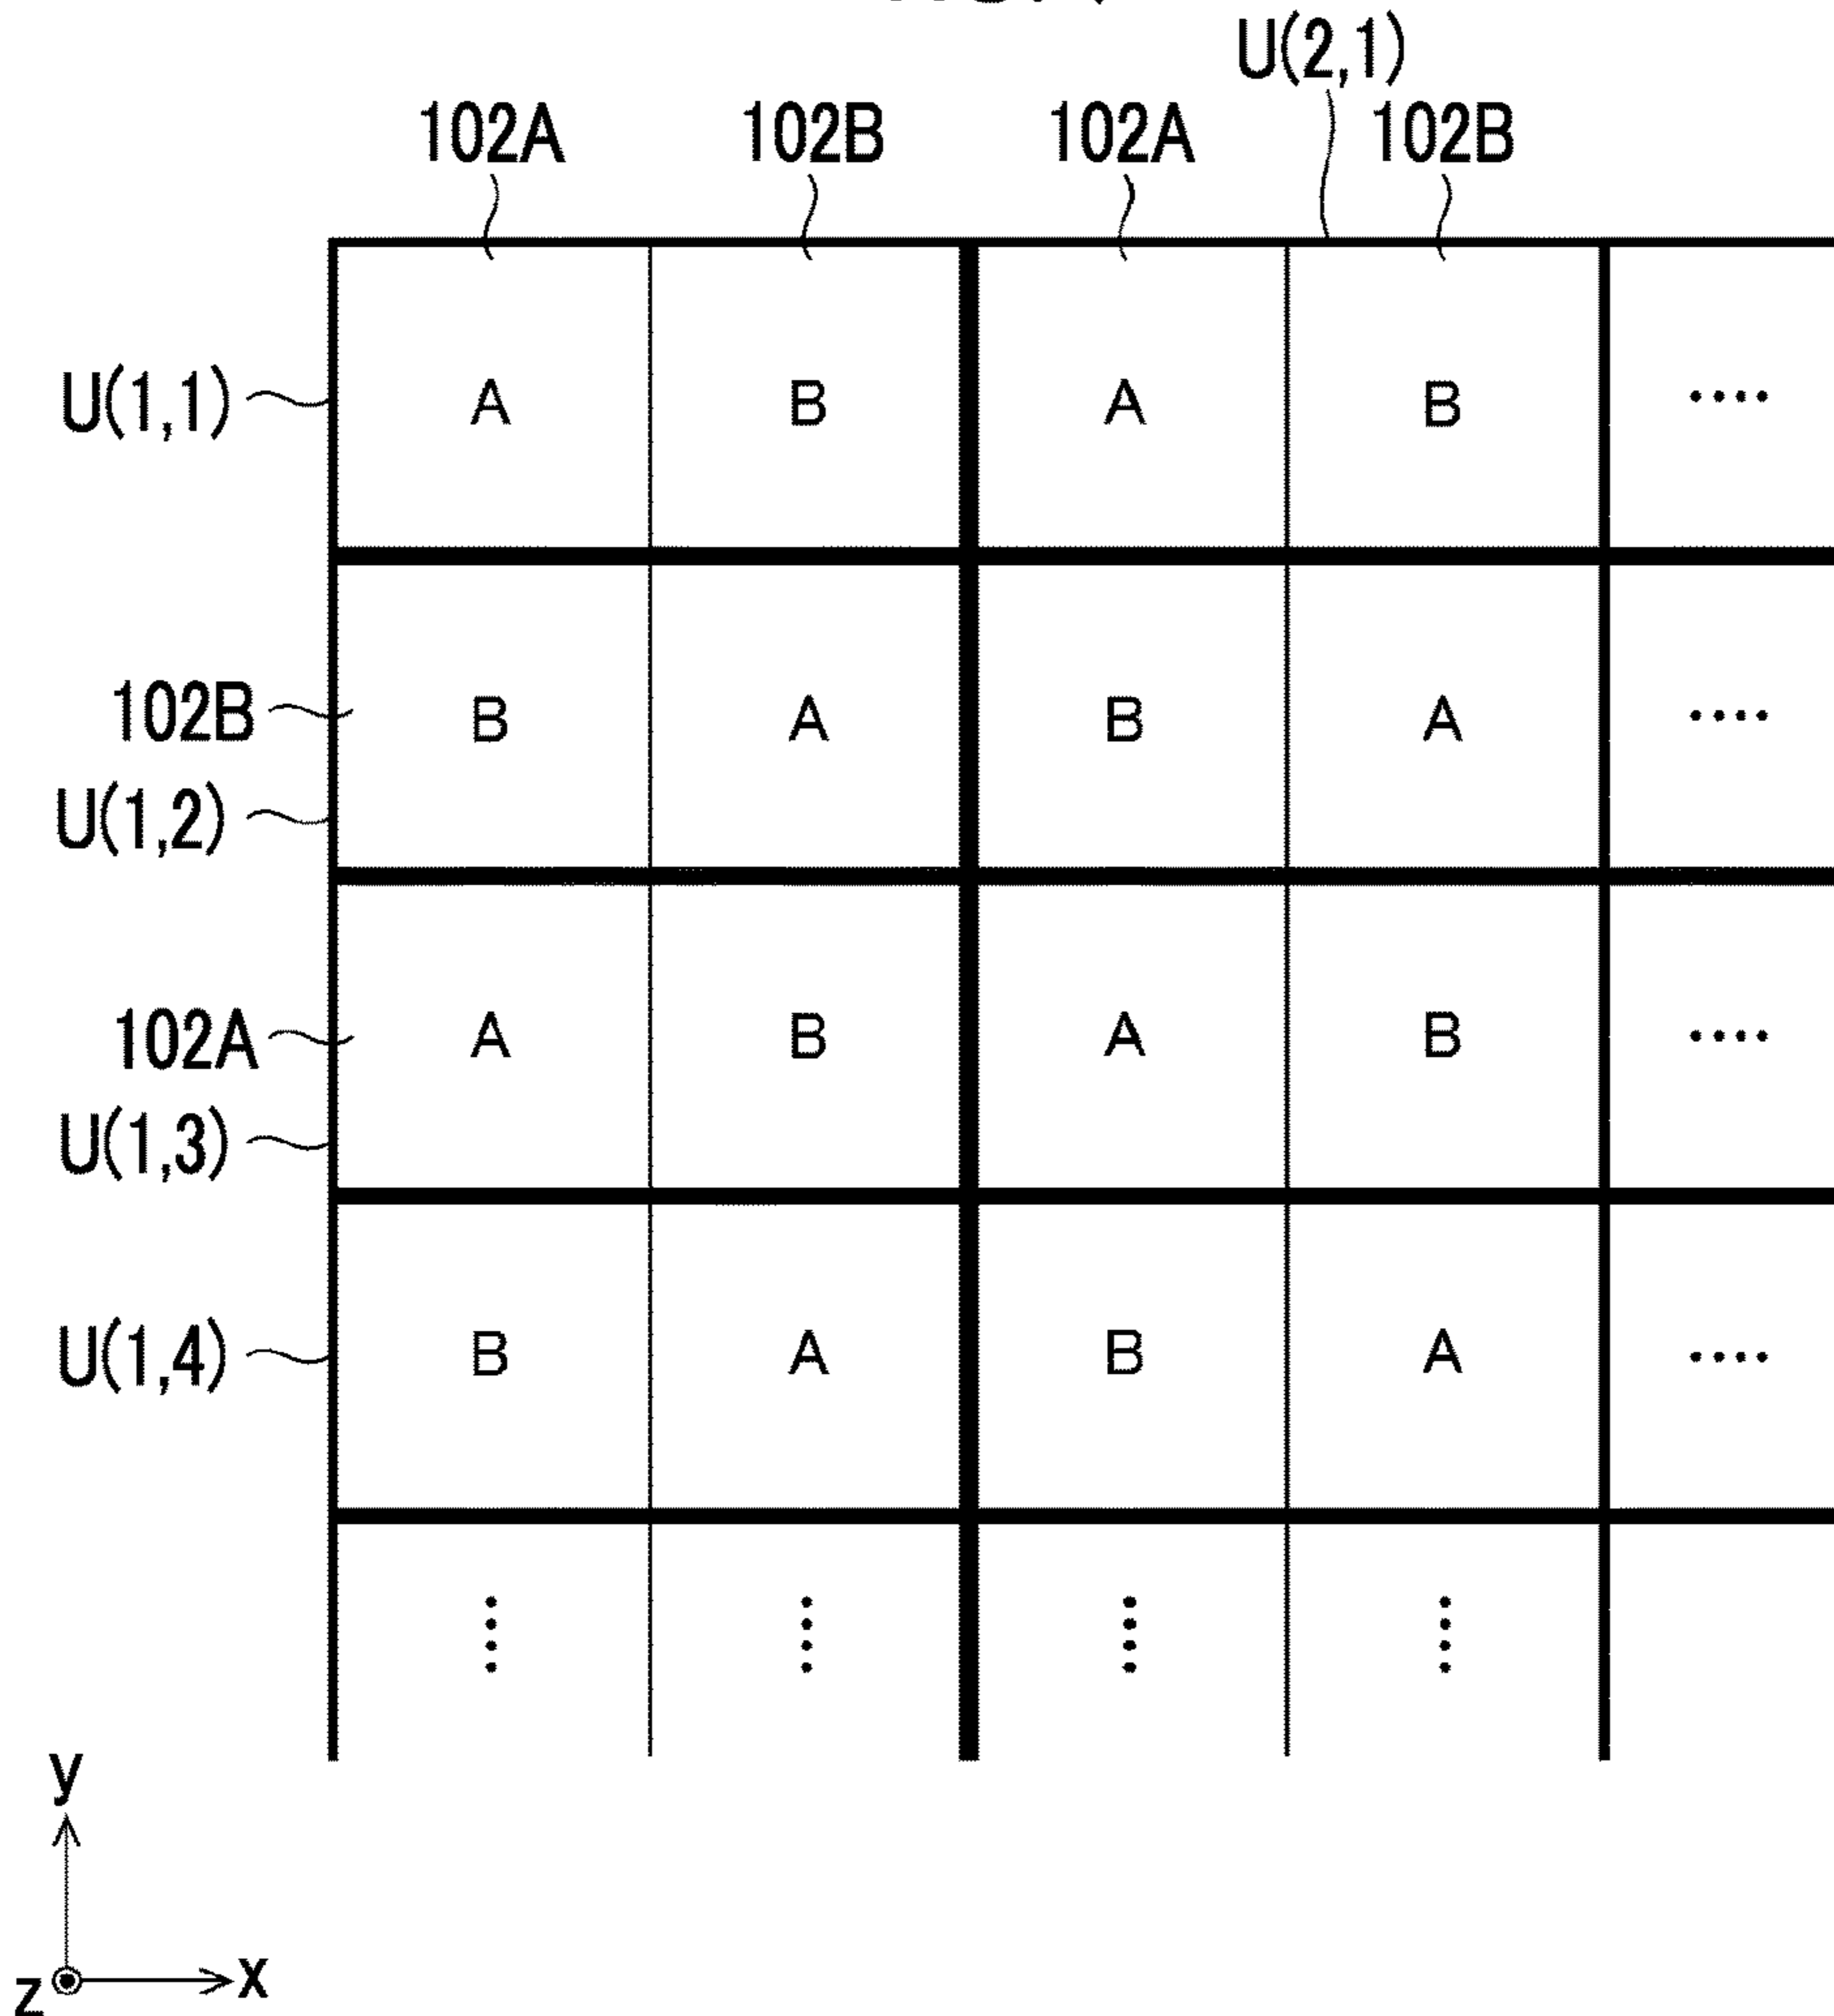 U(2,1)
102A 102B 102A 102B
U(1,1) A B A B ····
102B B A B A ····
U(1,2)
102A A B A B ····
U(1,3)
U(1,4) B A B A ····
y
z x